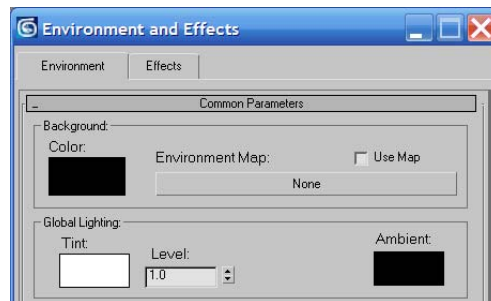 Environment and Effects
Environment Effects
- Common Parameters
Background:
Color:
Environment Map: Use Map
None
Global Lighting:
Tint:
Level:
Ambient:
1.0